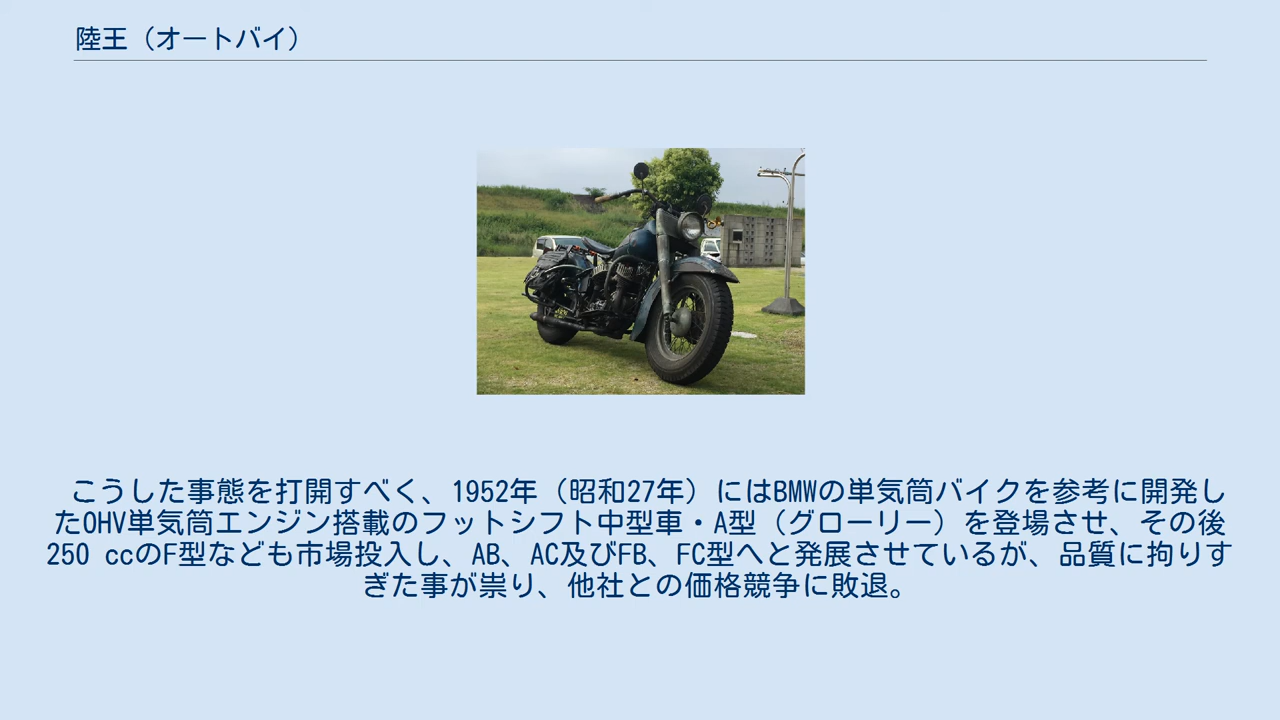 陸王（オートバイ）
こうした事態を打開すべく、1952年（昭和27年）にはBMWの単気筒バイクを参考に開発し
たOHV単気筒エンジン搭載のフットシフト中型車・A型（グローリー）を登場させ、その後
250 ccのF型なども市場投入し、AB、AC及びFB、FC型へと発展させているが、品質に拘りす
ぎた事が祟り、他社との価格競争に敗退。